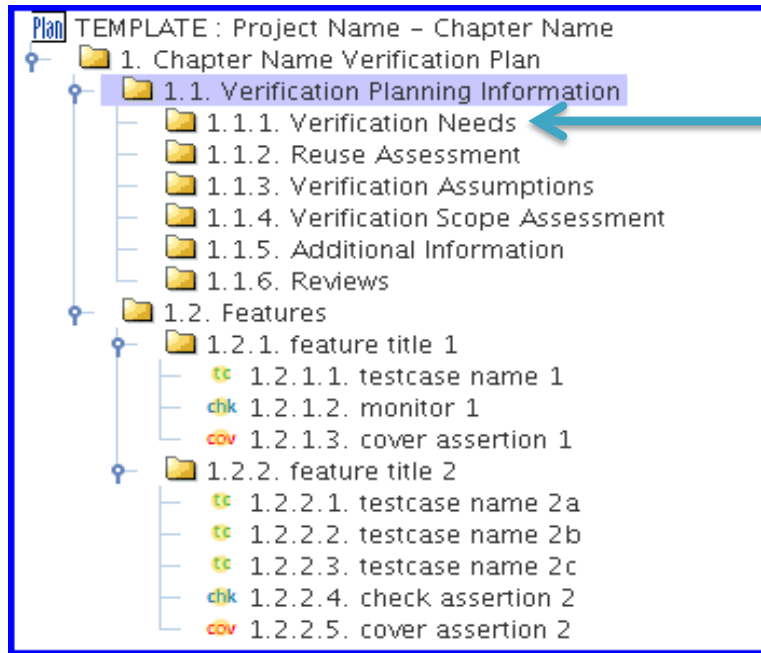 Plan TEMPLATE : Project Name – Chapter Name
1. Chapter Name Verification Plan
1.1. Verification Planning Information
1.1.1. Verification Needs
1.1.2. Reuse Assessment
1.1.3. Verification Assumptions
1.1.4. Verification Scope Assessment
1.1.5. Additional Information
1.1.6. Reviews
1.2. Features
1.2.1. feature title 1
tc 1.2.1.1. testcase name 1
chk 1.2.1.2. monitor 1
cov 1.2.1.3. cover assertion 1
1.2.2. feature title 2
tc 1.2.2.1. testcase name 2a
tc 1.2.2.2. testcase name 2b
tc 1.2.2.3. testcase name 2c
chk 1.2.2.4. check assertion 2
cov 1.2.2.5. cover assertion 2